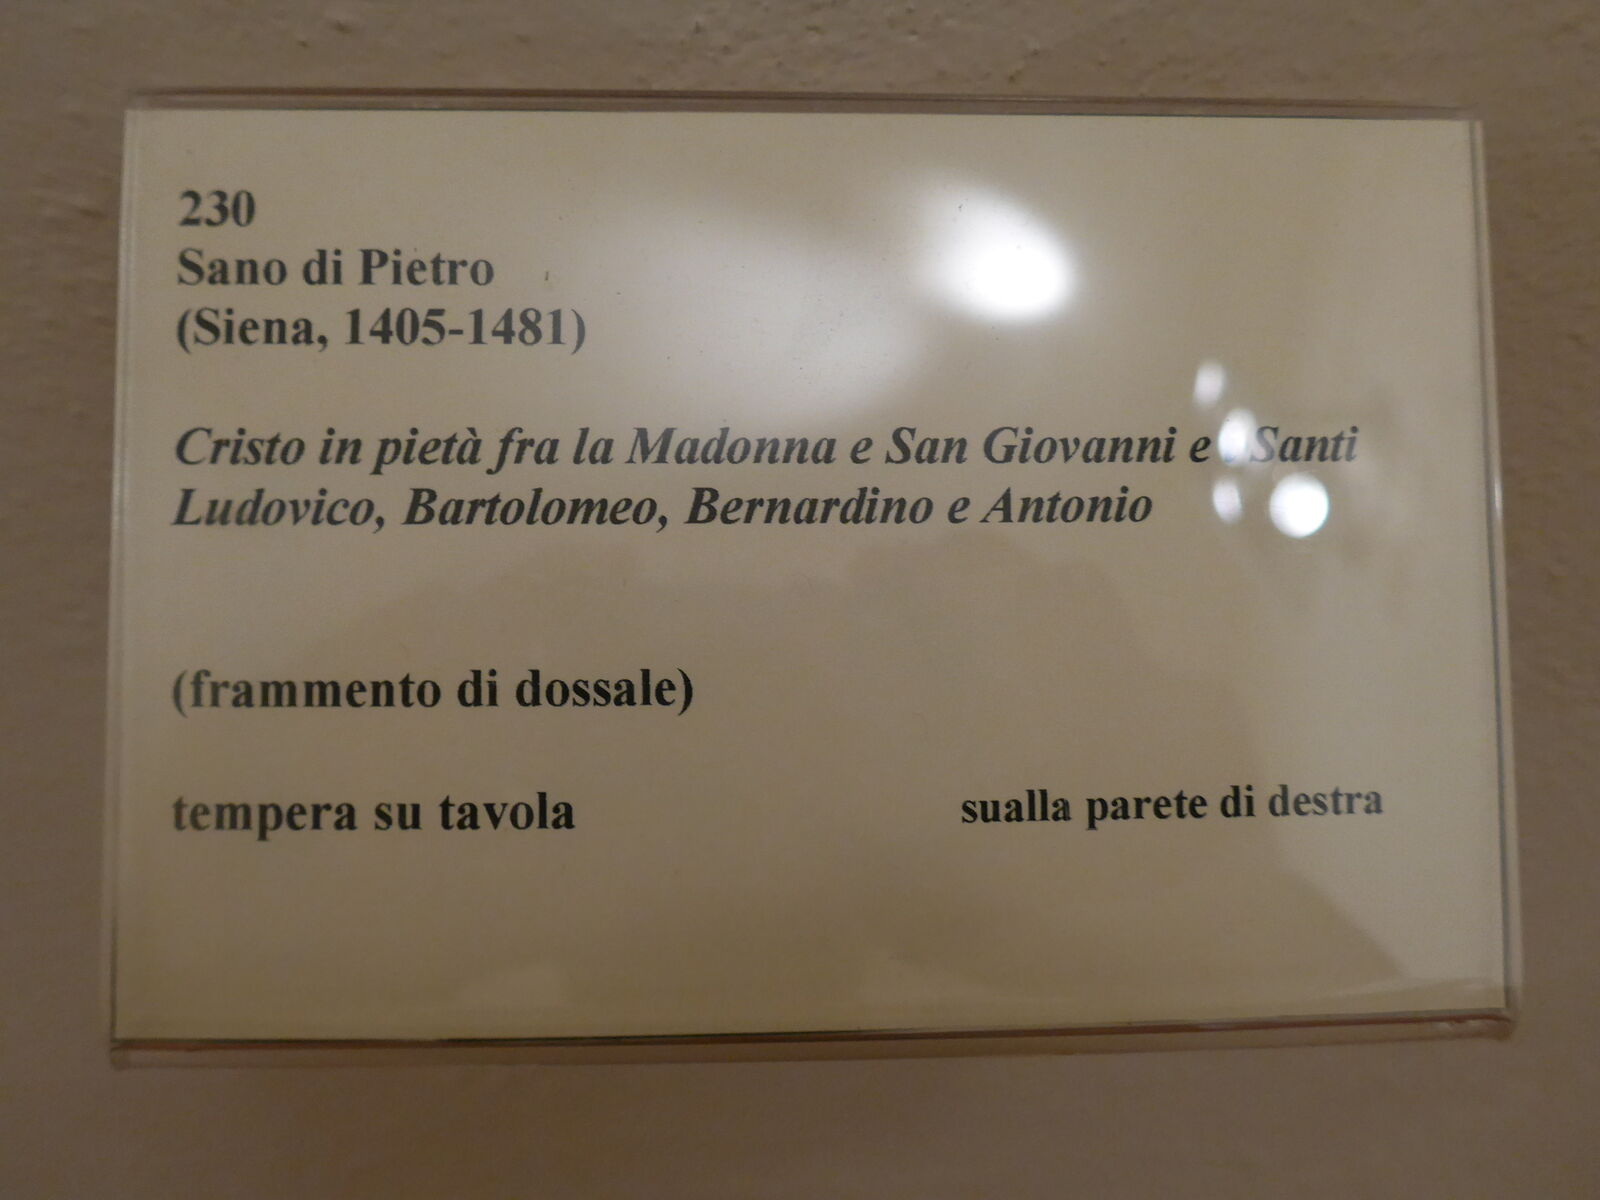 230
Sano di Pietro
(Siena, 1405-1481)
Cristo in pietà fra la Madonna e San Giovanni e i Santi
Ludovico, Bartolomeo, Bernardino e Antonio
(frammento di dossale)
tempera su tavola
sualla parete di destra